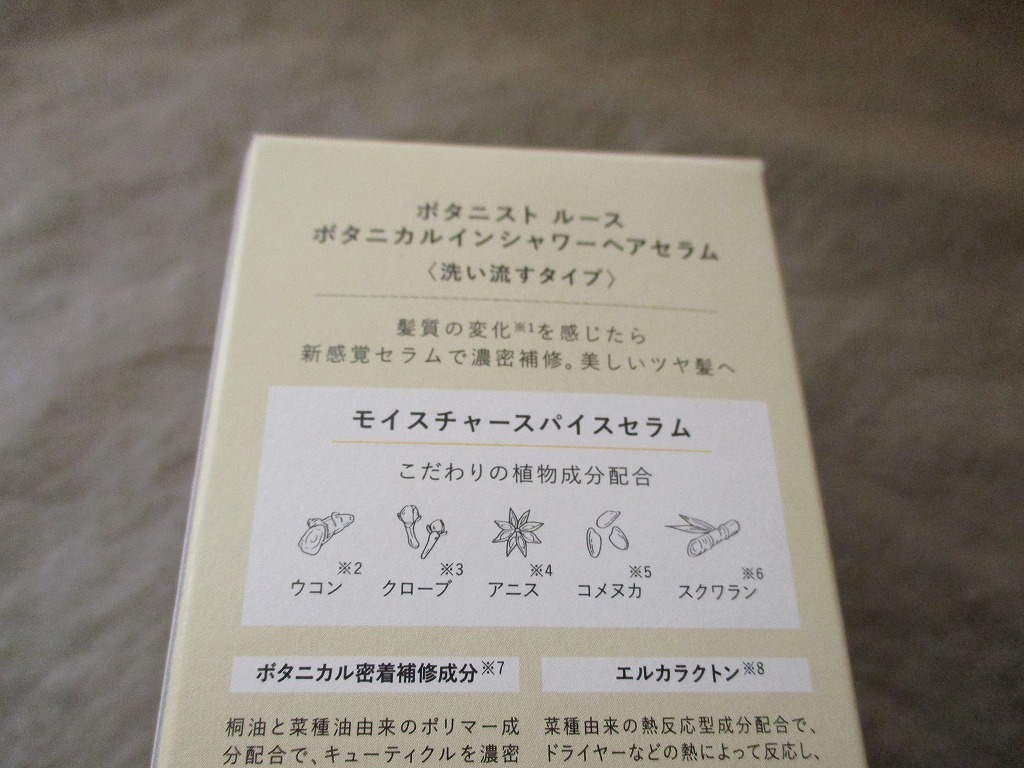 ボタニスト ルース
ボタニカルインシャワーヘアセラム
〈洗い流すタイプ〉
髪質の変化※1を感じたら
新感覚セラムで濃密補修。美しいツヤ髪へ
モイスチャースパイスセラム
こだわりの植物成分配合
ウコン※2 クローブ※3 アニス※4 コメヌカ※5 スクワラン※6
ボタニカル密着補修成分※7
桐油と菜種油由来のポリマー成
分配合で、キューティクルを濃密
エルカラクトン※8
菜種由来の熱反応型成分配合で、
ドライヤーなどの熱によって反応し、